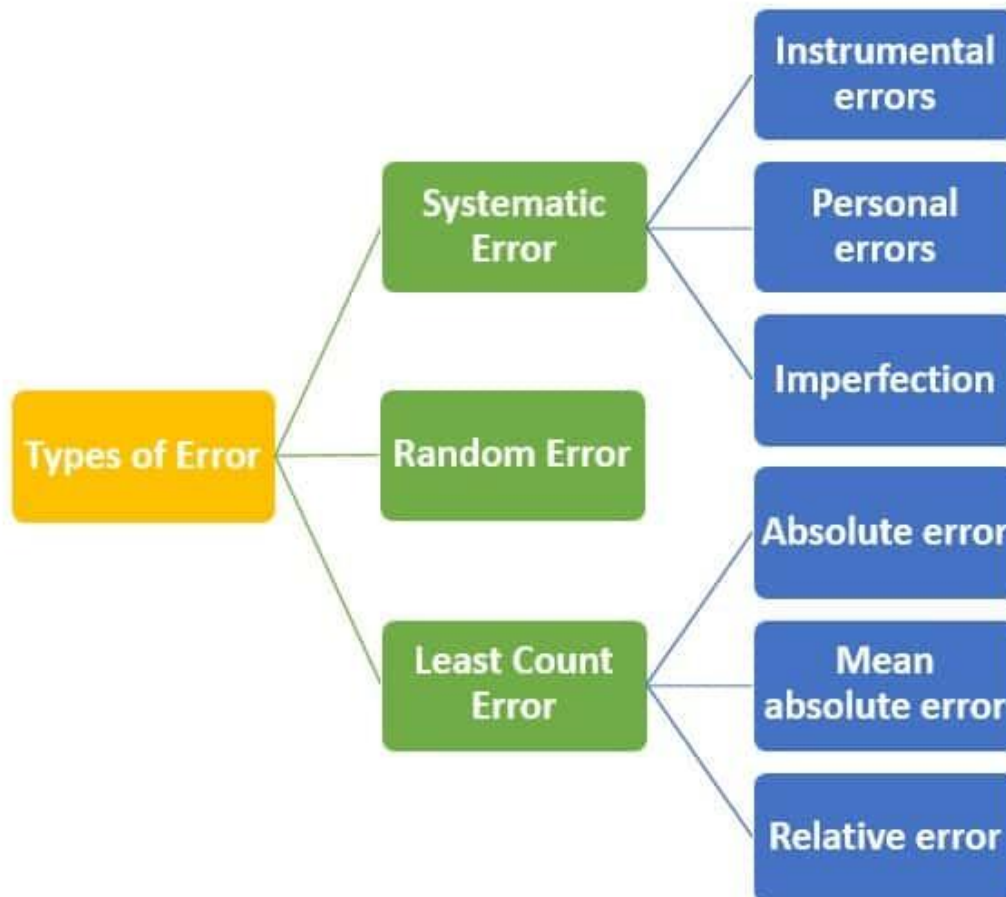 Types of Error
Systematic
Error
Instrumental
errors
Personal
errors
Imperfection
Random Error
Least Count
Error
Absolute error
Mean
absolute error
Relative error